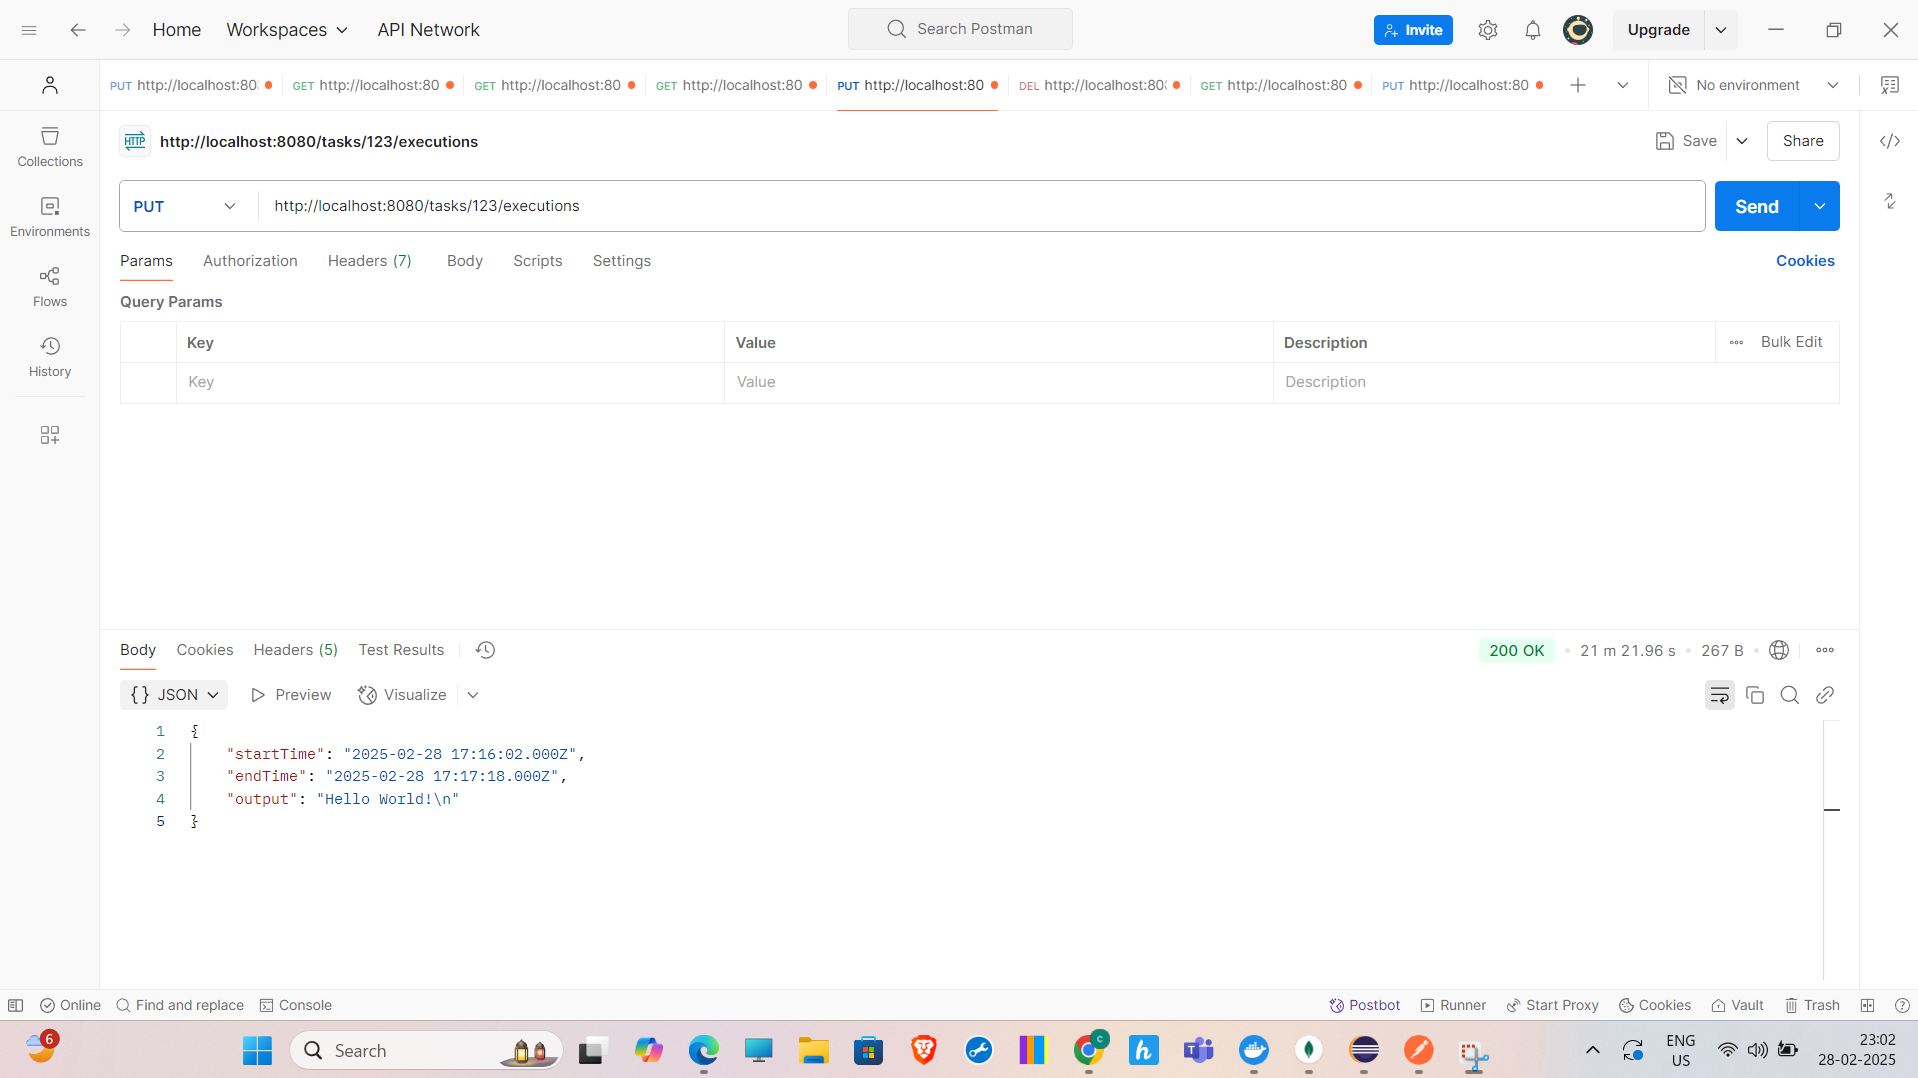 Home Workspaces API Network Search Postman Invite Upgrade
PUT http://localhost:80 GET http://localhost:80 GET http://localhost:80 GET http://localhost:80 PUT http://localhost:80 DEL http://localhost:80 GET http://localhost:80 PUT http://localhost:80 No environment
HTTP http://localhost:8080/tasks/123/executions Save Share
PUT http://localhost:8080/tasks/123/executions Send
Params Authorization Headers (7) Body Scripts Settings Cookies
Query Params
Key Value Description Bulk Edit
Key Value Description
Collections
Environments
Flows
History
Body Cookies Headers (5) Test Results 200 OK 21 m 21.96 s 267 B
{} JSON Preview Visualize
1 {
2 "startTime": "2025-02-28 17:16:02.000Z",
3 "endTime": "2025-02-28 17:17:18.000Z",
4 "output": "Hello World!\n"
5 }
Online Find and replace Console Postbot Runner Start Proxy Cookies Vault Trash
6 Search C h ENG US 23:02
28-02-2025